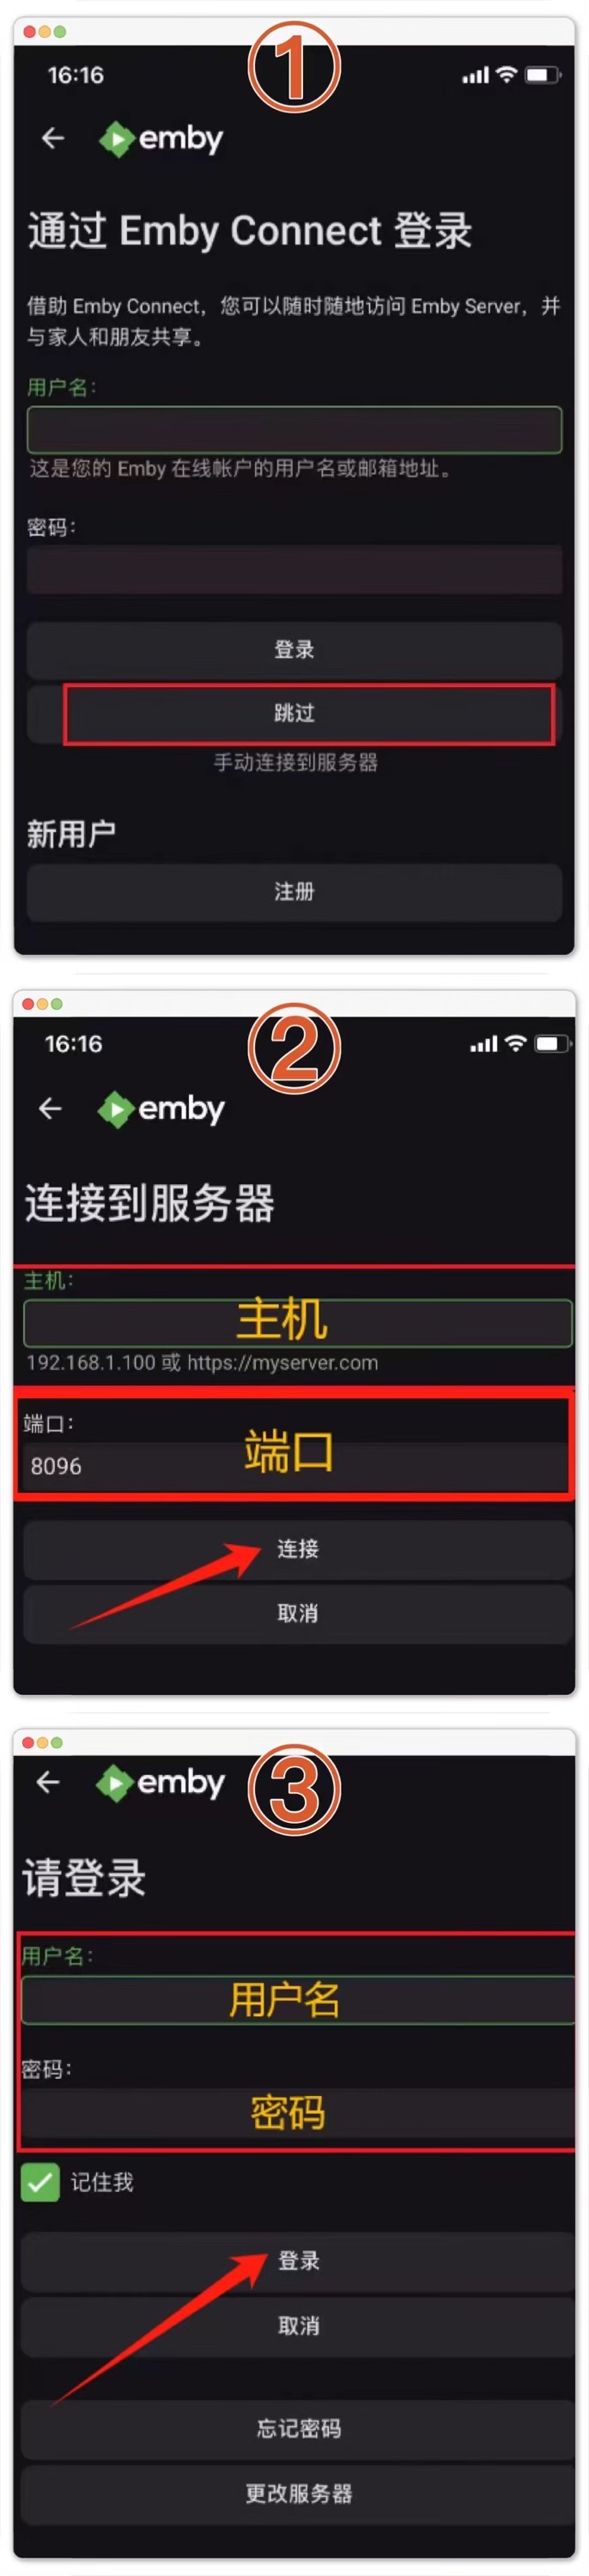 ①
16:16
emby
通过 Emby Connect 登录
借助 Emby Connect，您可以随时随地访问 Emby Server，并
与家人和朋友共享。
用户名：
这是您的 Emby 在线帐户的用户名或邮箱地址。
密码：
登录
跳过
手动连接到服务器
新用户
注册
②
16:16
emby
连接到服务器
主机：
主机
192.168.1.100 或 https://myserver.com
端口：
端口
8096
连接
取消
③
emby
请登录
用户名：
用户名
密码：
密码
记住我
登录
取消
忘记密码
更改服务器